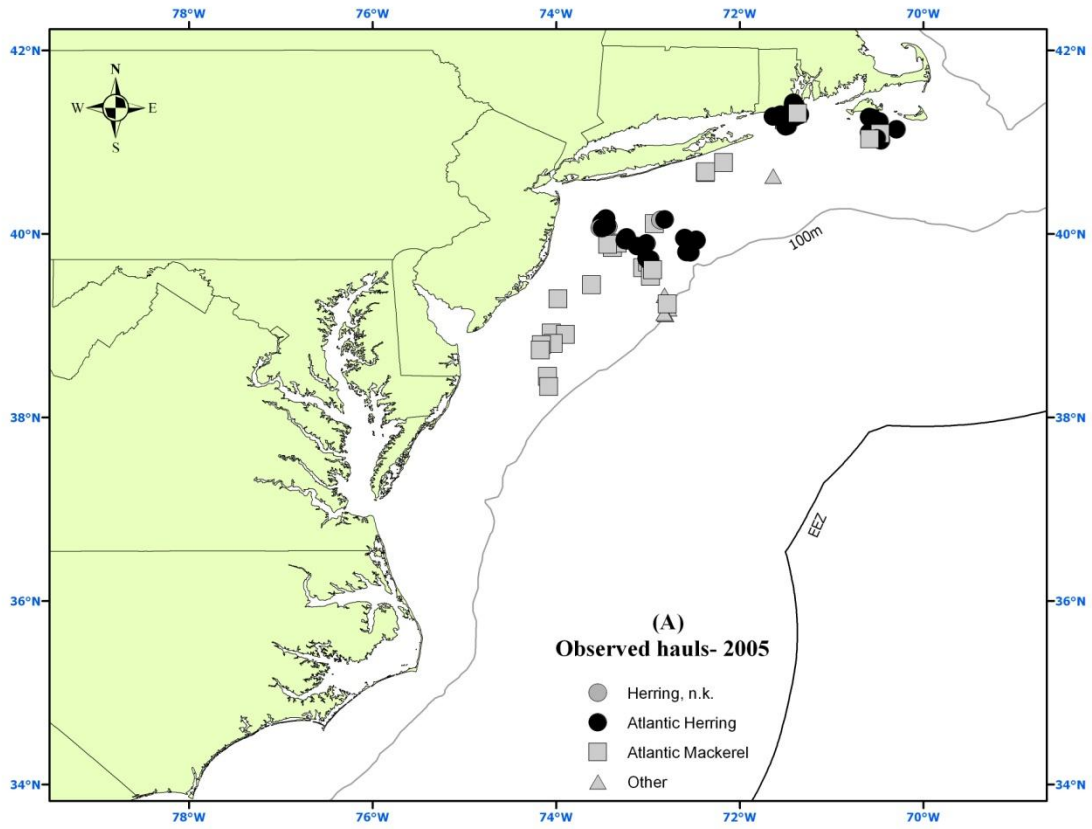 78°W 76°W 74°W 72°W 70°W
42°N 42°N
N
W E
S
40°N 40°N
100m
38°N 38°N
EEZ
36°N 36°N
(A)
Observed hauls- 2005
Herring, n.k.
Atlantic Herring
Atlantic Mackerel
Other
34°N 34°N
78°W 76°W 74°W 72°W 70°W